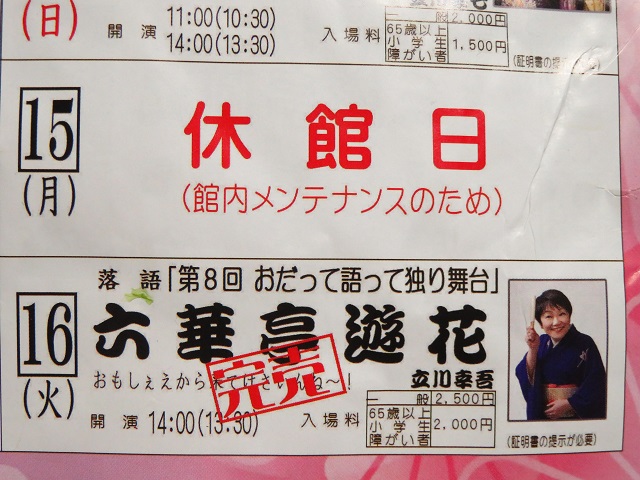 (日)
開演
11:00(10:30)
14:00(13:30)
入場料
一般 2,000円
65歳以上
小学生
障がい者
1,500円
(証明書の提示
15
(月)
休館日
(館内メンテナンスのため)
16
(火)
落語「第8回 おだって語って独り舞台」
六華亭遊花
立川幸吾
おもしぇえから来てけさいんね〜!
完売
開演 14:00(13:30)
入場料
一般 2,500円
65歳以上
小学生
障がい者
2,000円
(証明書の提示が必要)